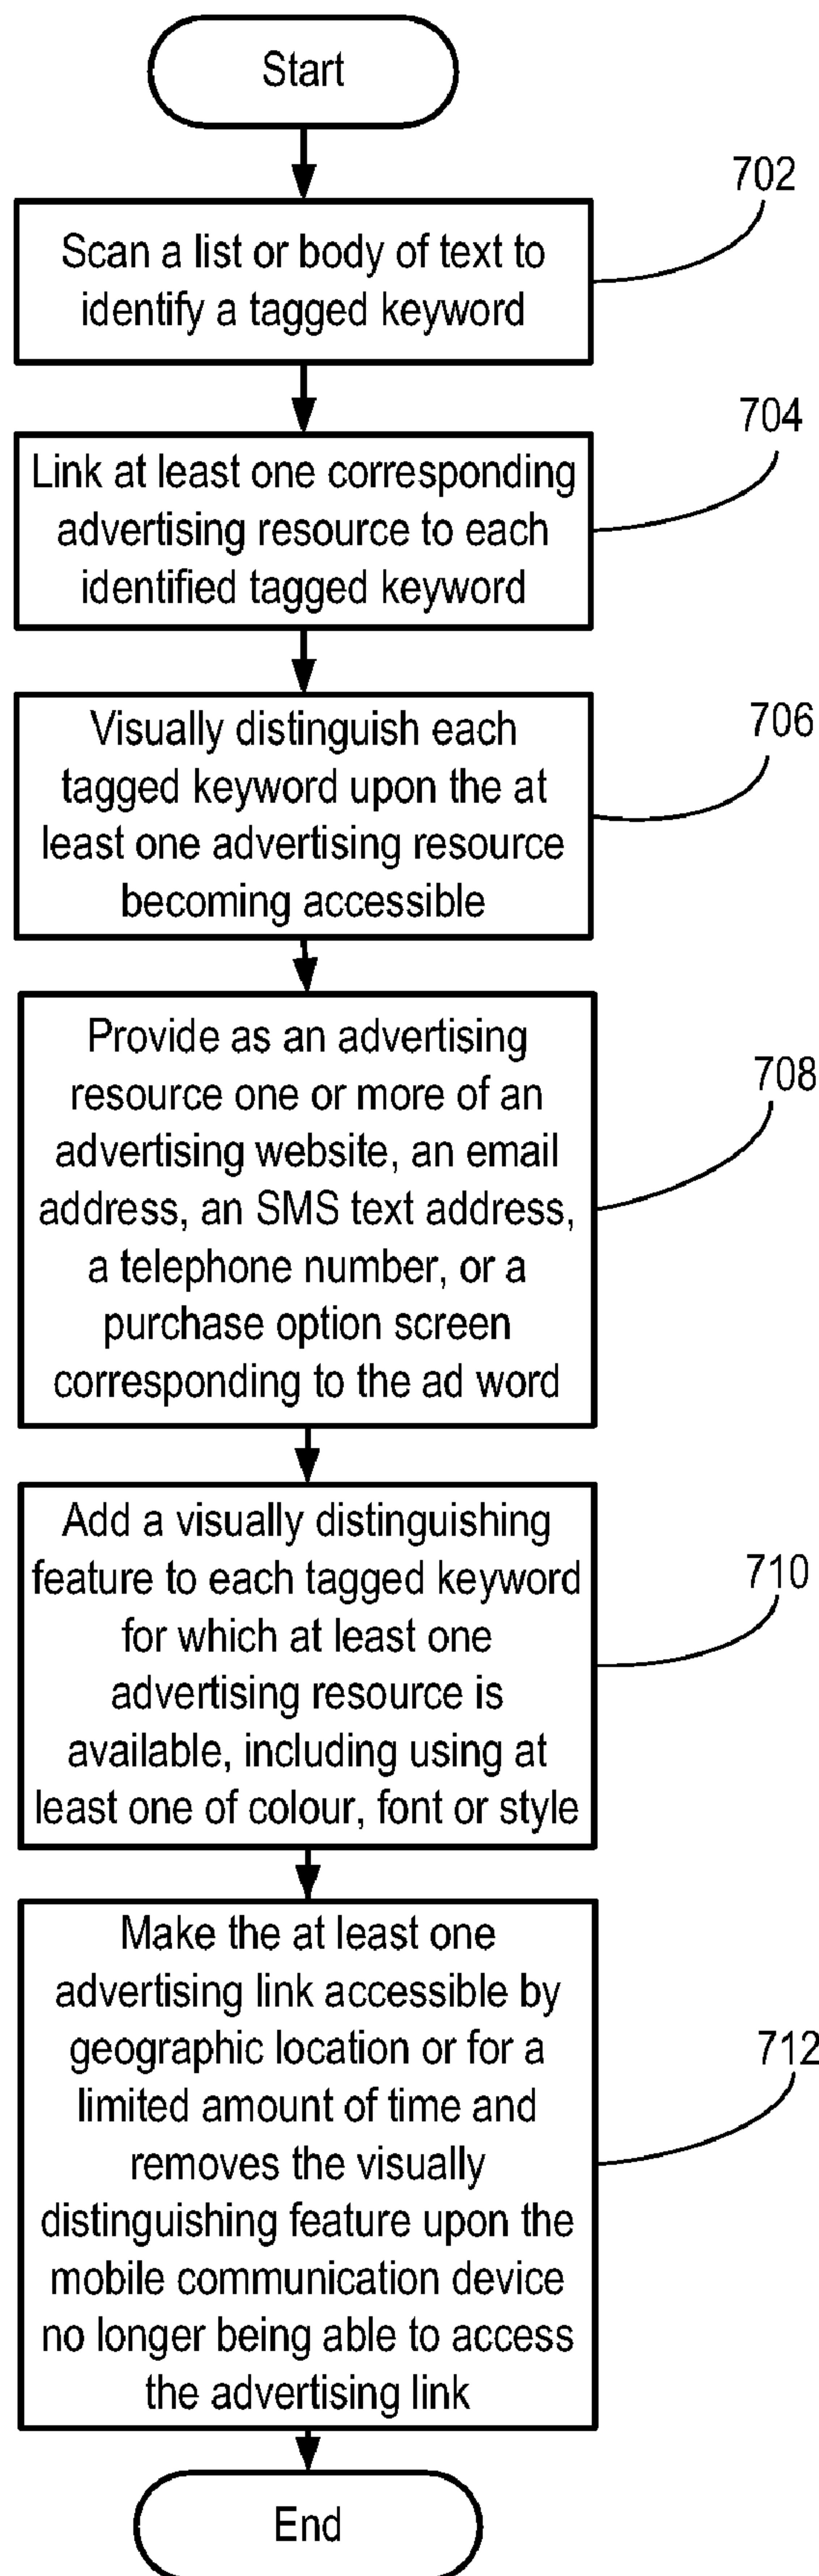 Start
702
Scan a list or body of text to
identify a tagged keyword
704
Link at least one corresponding
advertising resource to each
identified tagged keyword
706
Visually distinguish each
tagged keyword upon the at
least one advertising resource
becoming accessible
708
Provide as an advertising
resource one or more of an
advertising website, an email
address, an SMS text address,
a telephone number, or a
purchase option screen
corresponding to the ad word
710
Add a visually distinguishing
feature to each tagged keyword
for which at least one
advertising resource is
available, including using at
least one of colour, font or style
712
Make the at least one
advertising link accessible by
geographic location or for a
limited amount of time and
removes the visually
distinguishing feature upon the
mobile communication device
no longer being able to access
the advertising link
End